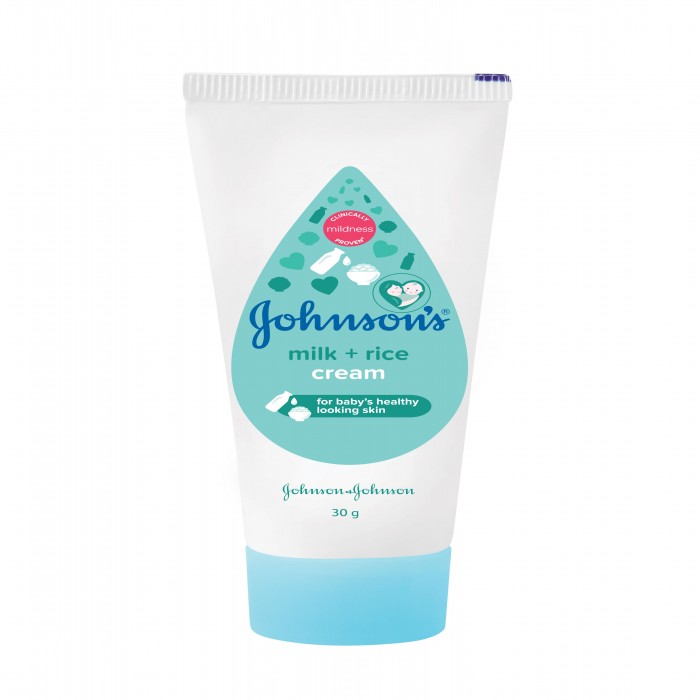 CLINICALLY
mildness
PROVEN*
Johnson's®
milk + rice
cream
for baby's healthy
looking skin
Johnson & Johnson
30 g